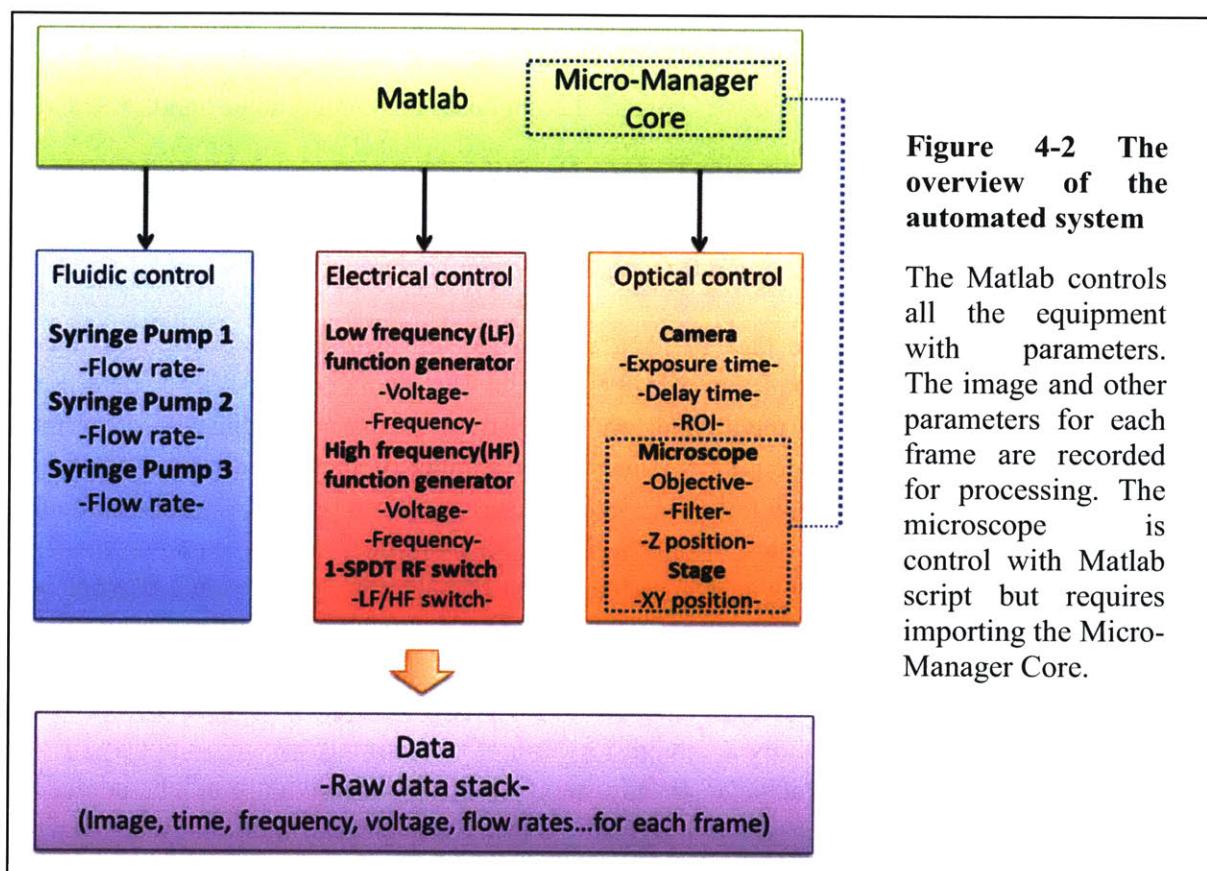 Matlab
Micro-Manager
Core
Fluidic control
Syringe Pump 1
-Flow rate-
Syringe Pump 2
-Flow rate-
Syringe Pump 3
-Flow rate-
Electrical control
Low frequency (LF)
function generator
-Voltage-
-Frequency-
High frequency(HF)
function generator
-Voltage-
-Frequency-
1-SPDT RF switch
-LF/HF switch-
Optical control
Camera
-Exposure time-
-Delay time-
-ROI-
Microscope
-Objective-
-Filter-
-Z position-
Stage
-XY position-
Data
-Raw data stack-
(Image, time, frequency, voltage, flow rates...for each frame)
Figure 4-2 The
overview of the
automated system
The Matlab controls
all the equipment
with parameters.
The image and other
parameters for each
frame are recorded
for processing. The
microscope is
control with Matlab
script but requires
importing the Micro-
Manager Core.